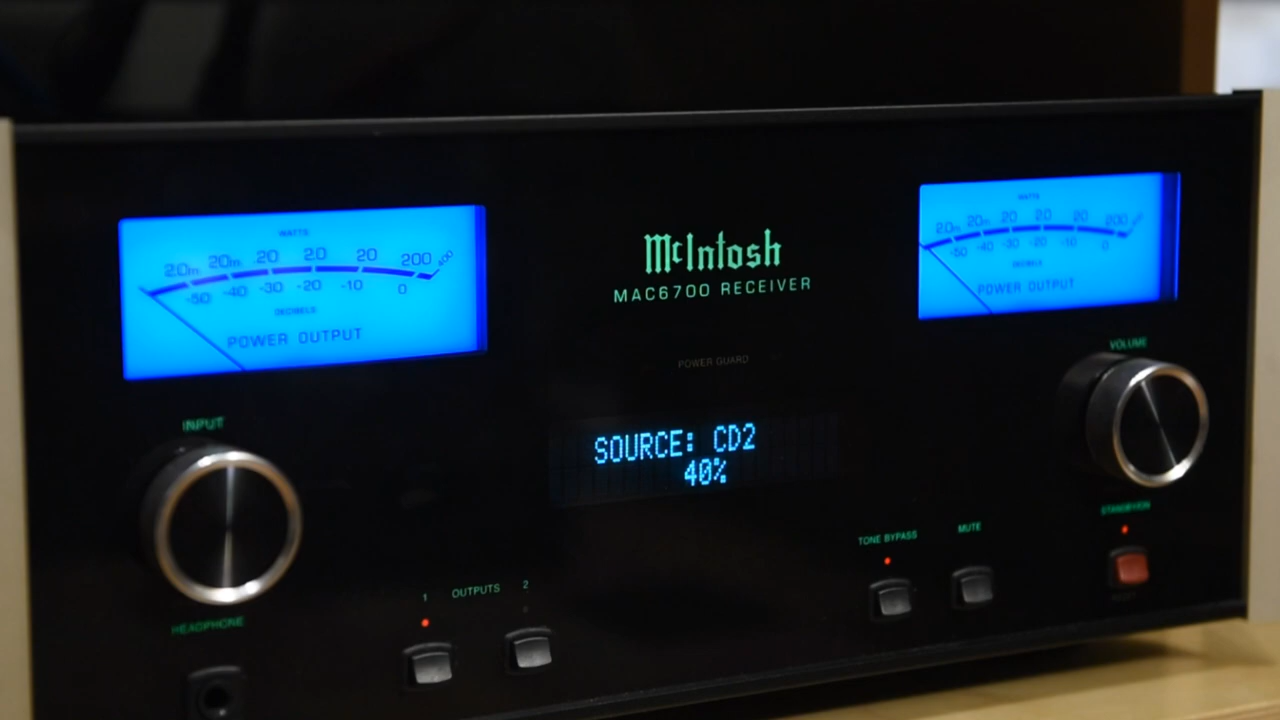 WATTS
2.0m 20m .20 2.0 20 200 400
-50 -40 -30 -20 -10 0
DECIBELS
POWER OUTPUT
McIntosh
MAC6700 RECEIVER
POWER GUARD
WATTS
2.0m 20m .20 2.0 20 200
-50 -40 -30 -20 -10 0
DECIBELS
POWER OUTPUT
VOLUME
INPUT
SOURCE: CD2
40%
STANDBY/ON
TONE BYPASS
MUTE
1 OUTPUTS 2
HEADPHONE